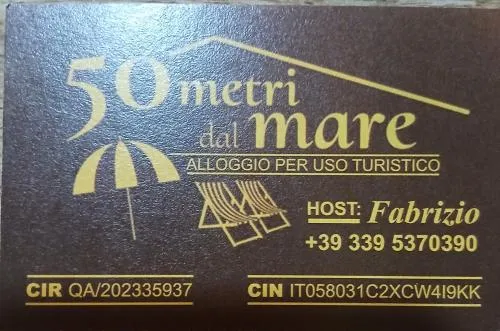 50 metri
dal mare
ALLOGGIO PER USO TURISTICO
HOST: Fabrizio
+39 339 5370390
CIR QA/202335937
CIN IT058031C2XCW4I9KK